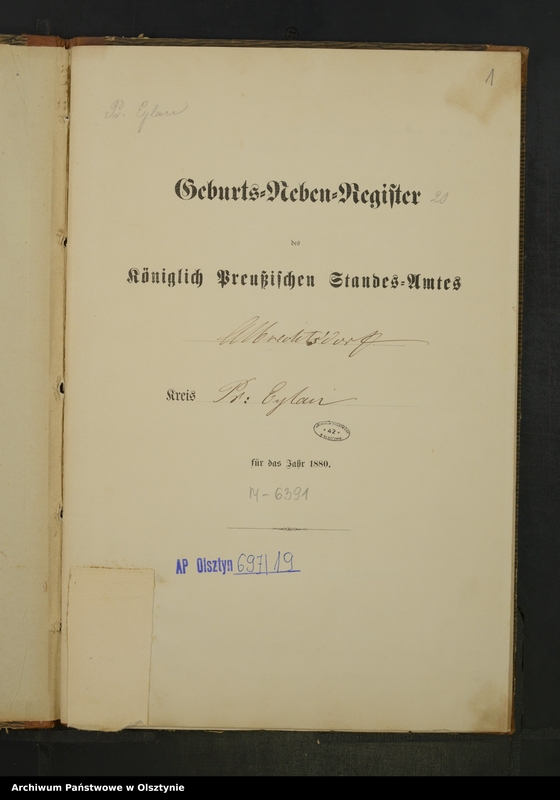 1
Pr. Eylau
Geburts-Neben-Register 20
des
Königlich Preußischen Standes-Amtes
Albrechtsdorf
Kreis Pr: Eylau
42
für das Jahr 1880.
M-6391
AP Olsztyn 697/19
Archiwum Państwowe w Olsztynie